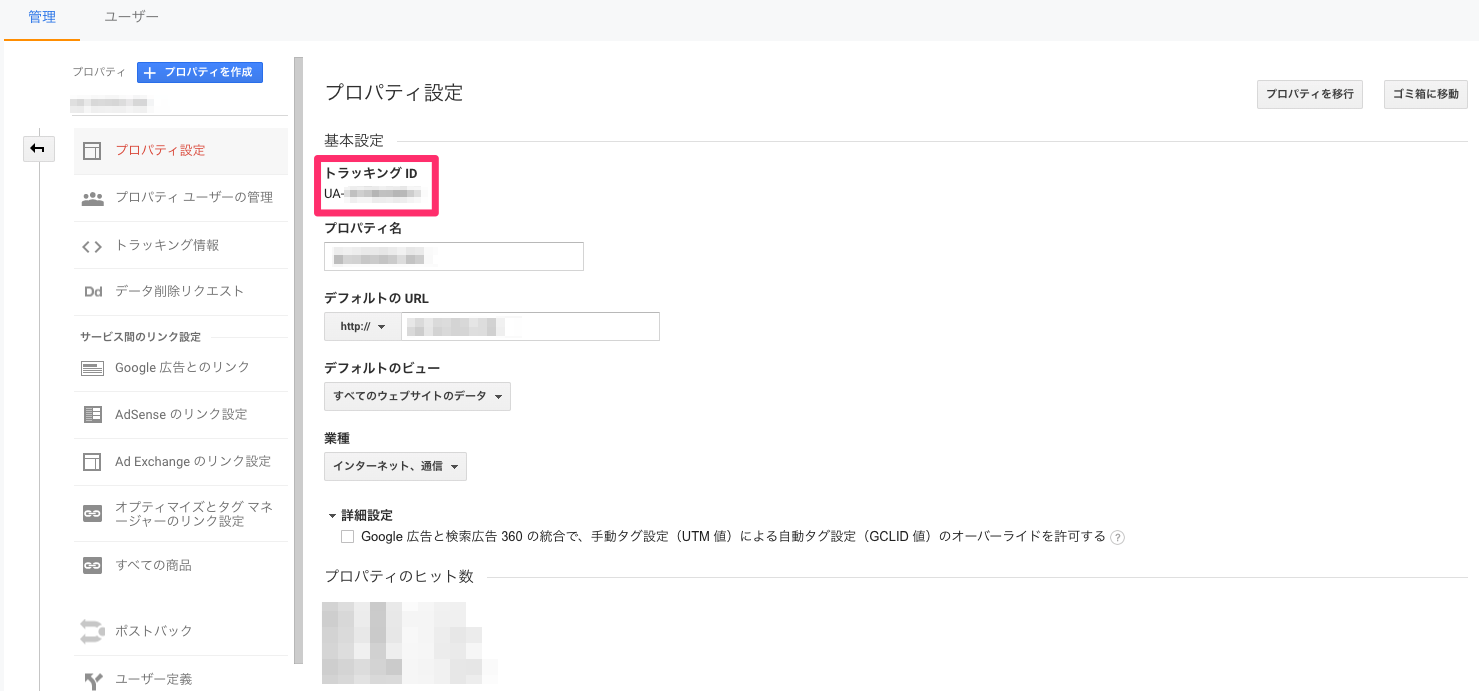 管理
ユーザー
プロパティ
プロパティを作成
プロパティ設定
プロパティ ユーザーの管理
トラッキング情報
Dd データ削除リクエスト
サービス間のリンク設定
Google 広告とのリンク
AdSense のリンク設定
Ad Exchange のリンク設定
オプティマイズとタグ マネ
ージャーのリンク設定
すべての商品
ポストバック
ユーザー定義
プロパティ設定
プロパティを移行
ゴミ箱に移動
基本設定
トラッキング ID
UA-
プロパティ名
デフォルトの URL
http://
デフォルトのビュー
すべてのウェブサイトのデータ
業種
インターネット、通信
詳細設定
Google 広告と検索広告 360 の統合で、手動タグ設定（UTM 値）による自動タグ設定（GCLID 値）のオーバーライドを許可する ?
プロパティのヒット数